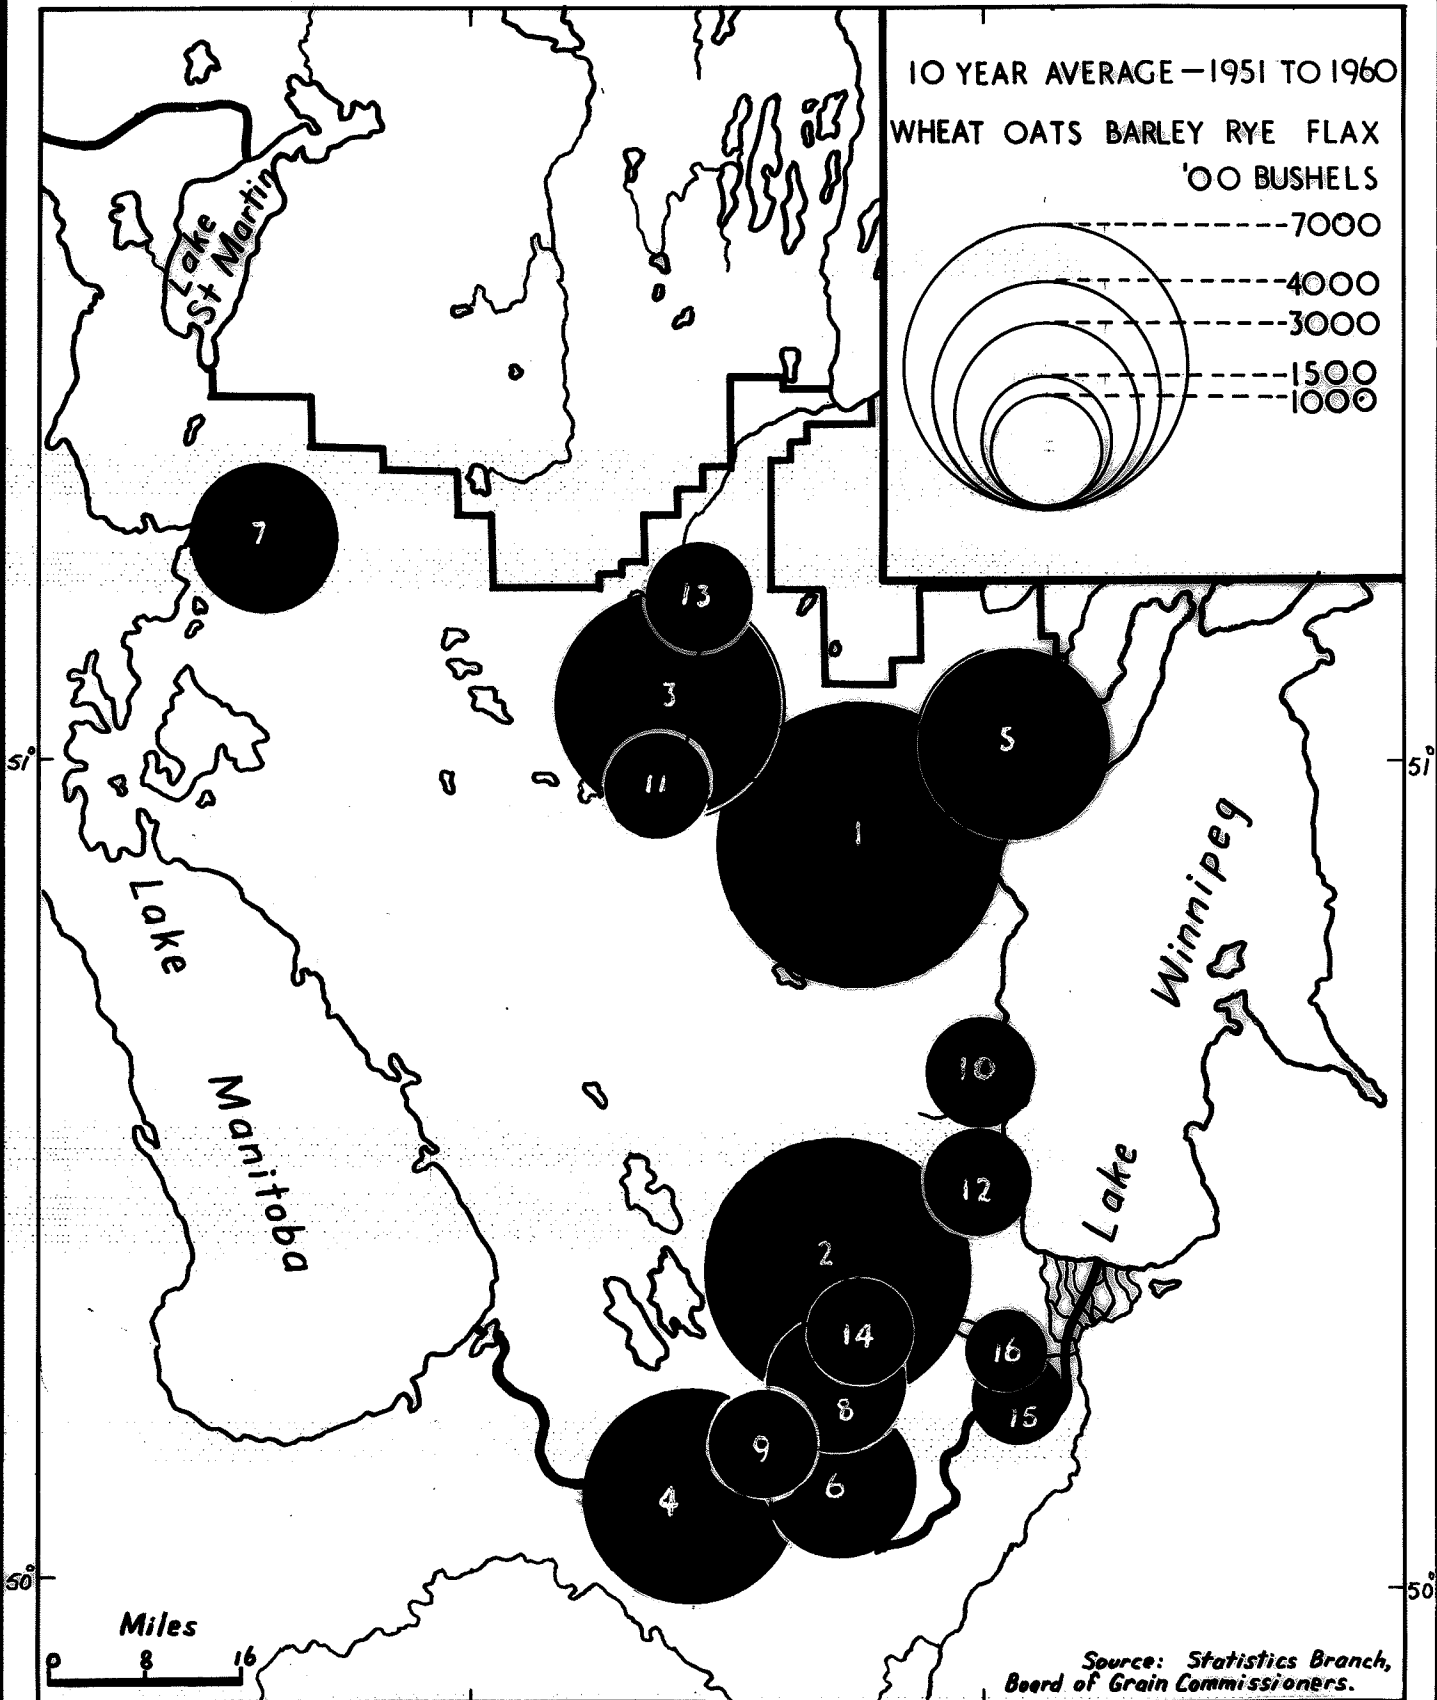 10 YEAR AVERAGE—1951 TO 1960
WHEAT OATS BARLEY RYE FLAX
'00 BUSHELS
7000
4000
3000
1500
1000
Lake
St Martin
7
13
3
5
11
1
51°
51°
Lake
Manitoba
Winnipeg
Lake
10
12
2
14
16
8
15
9
6
4
50°
50°
Miles
0 8 16
Source: Statistics Branch,
Board of Grain Commissioners.